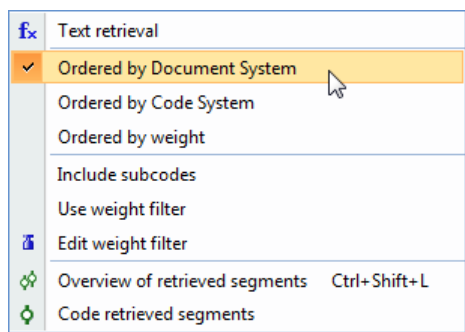 fx Text retrieval
Ordered by Document System
Ordered by Code System
Ordered by weight
Include subcodes
Use weight filter
Edit weight filter
Overview of retrieved segments Ctrl+Shift+L
Code retrieved segments